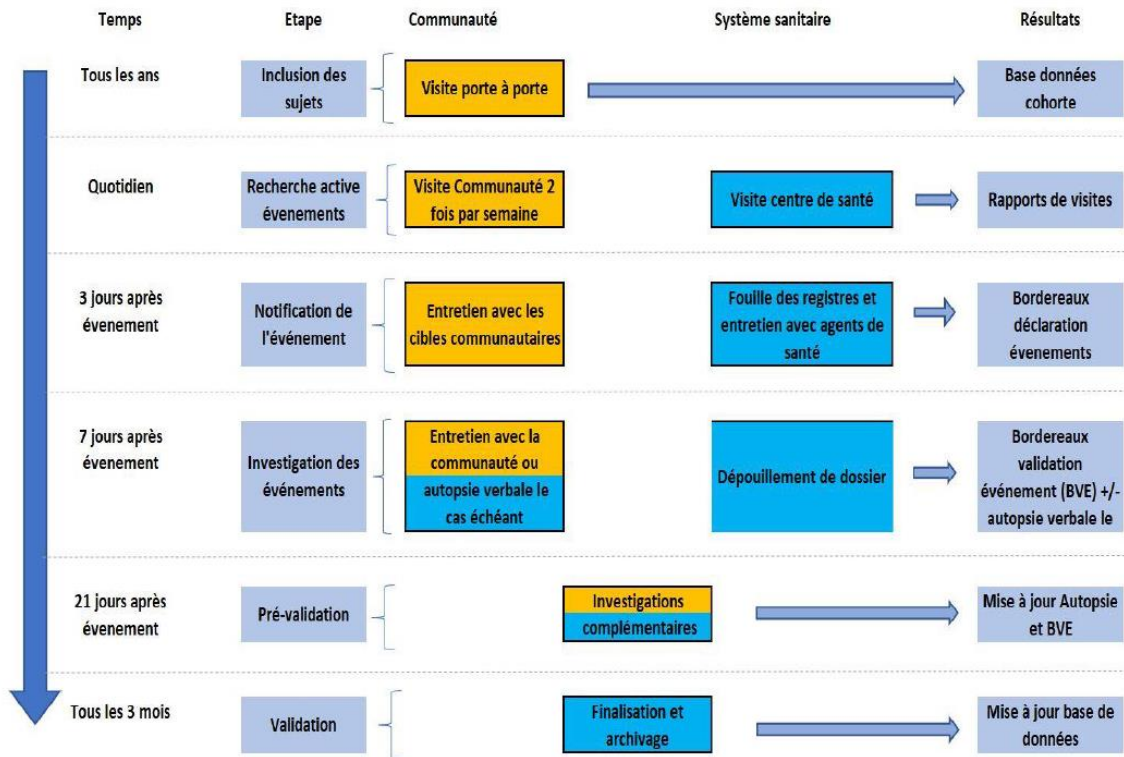 Temps
Etape
Communauté
Système sanitaire
Résultats
Tous les ans
Inclusion des
sujets
Visite porte à porte
Base données
cohorte
Quotidien
Recherche active
évenements
Visite Communauté 2
fois par semaine
Visite centre de santé
Rapports de visites
3 jours après
évenement
Notification de
l'événement
Entretien avec les
cibles communautaires
Fouille des registres et
entretien avec agents de
santé
Bordereaux
déclaration
évenements
7 jours après
évenement
Investigation des
événements
Entretien avec la
communauté ou
autopsie verbale le
cas échéant
Dépouillement de dossier
Bordereaux
validation
événement (BVE) +/-
autopsie verbale le
21 jours après
évenement
Pré-validation
Investigations
complémentaires
Mise à jour Autopsie
et BVE
Tous les 3 mois
Validation
Finalisation et
archivage
Mise à jour base de
données